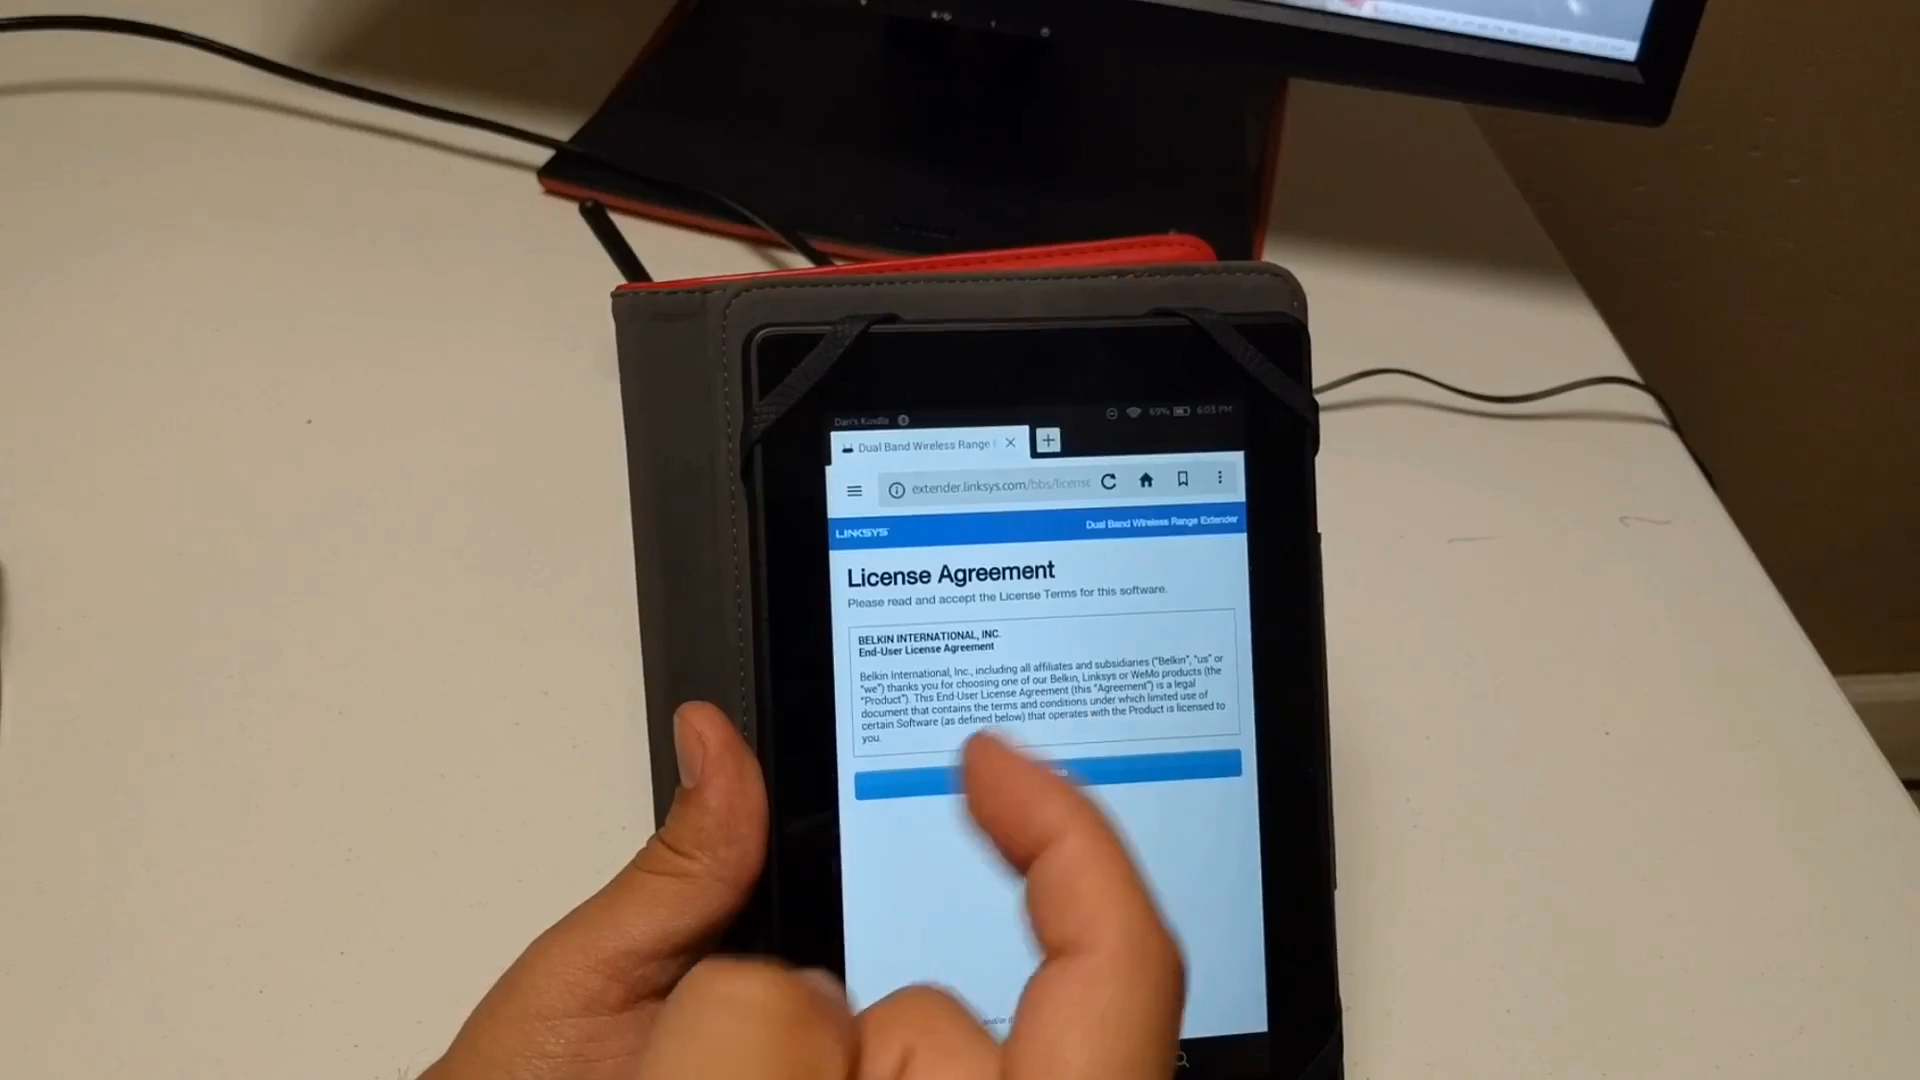 Dan's Kindle
69% 6:03 PM
Dual Band Wireless Range
extender.linksys.com/bbs/license
LINKSYS Dual Band Wireless Range Extender
License Agreement
Please read and accept the License Terms for this software.
BELKIN INTERNATIONAL, INC.
End-User License Agreement
Belkin International, Inc., including all affiliates and subsidiaries ("Belkin", "us" or
"we") thanks you for choosing one of our Belkin, Linksys or WeMo products (the
"Product"). This End-User License Agreement (this "Agreement") is a legal
document that contains the terms and conditions under which limited use of
certain Software (as defined below) that operates with the Product is licensed to
you.